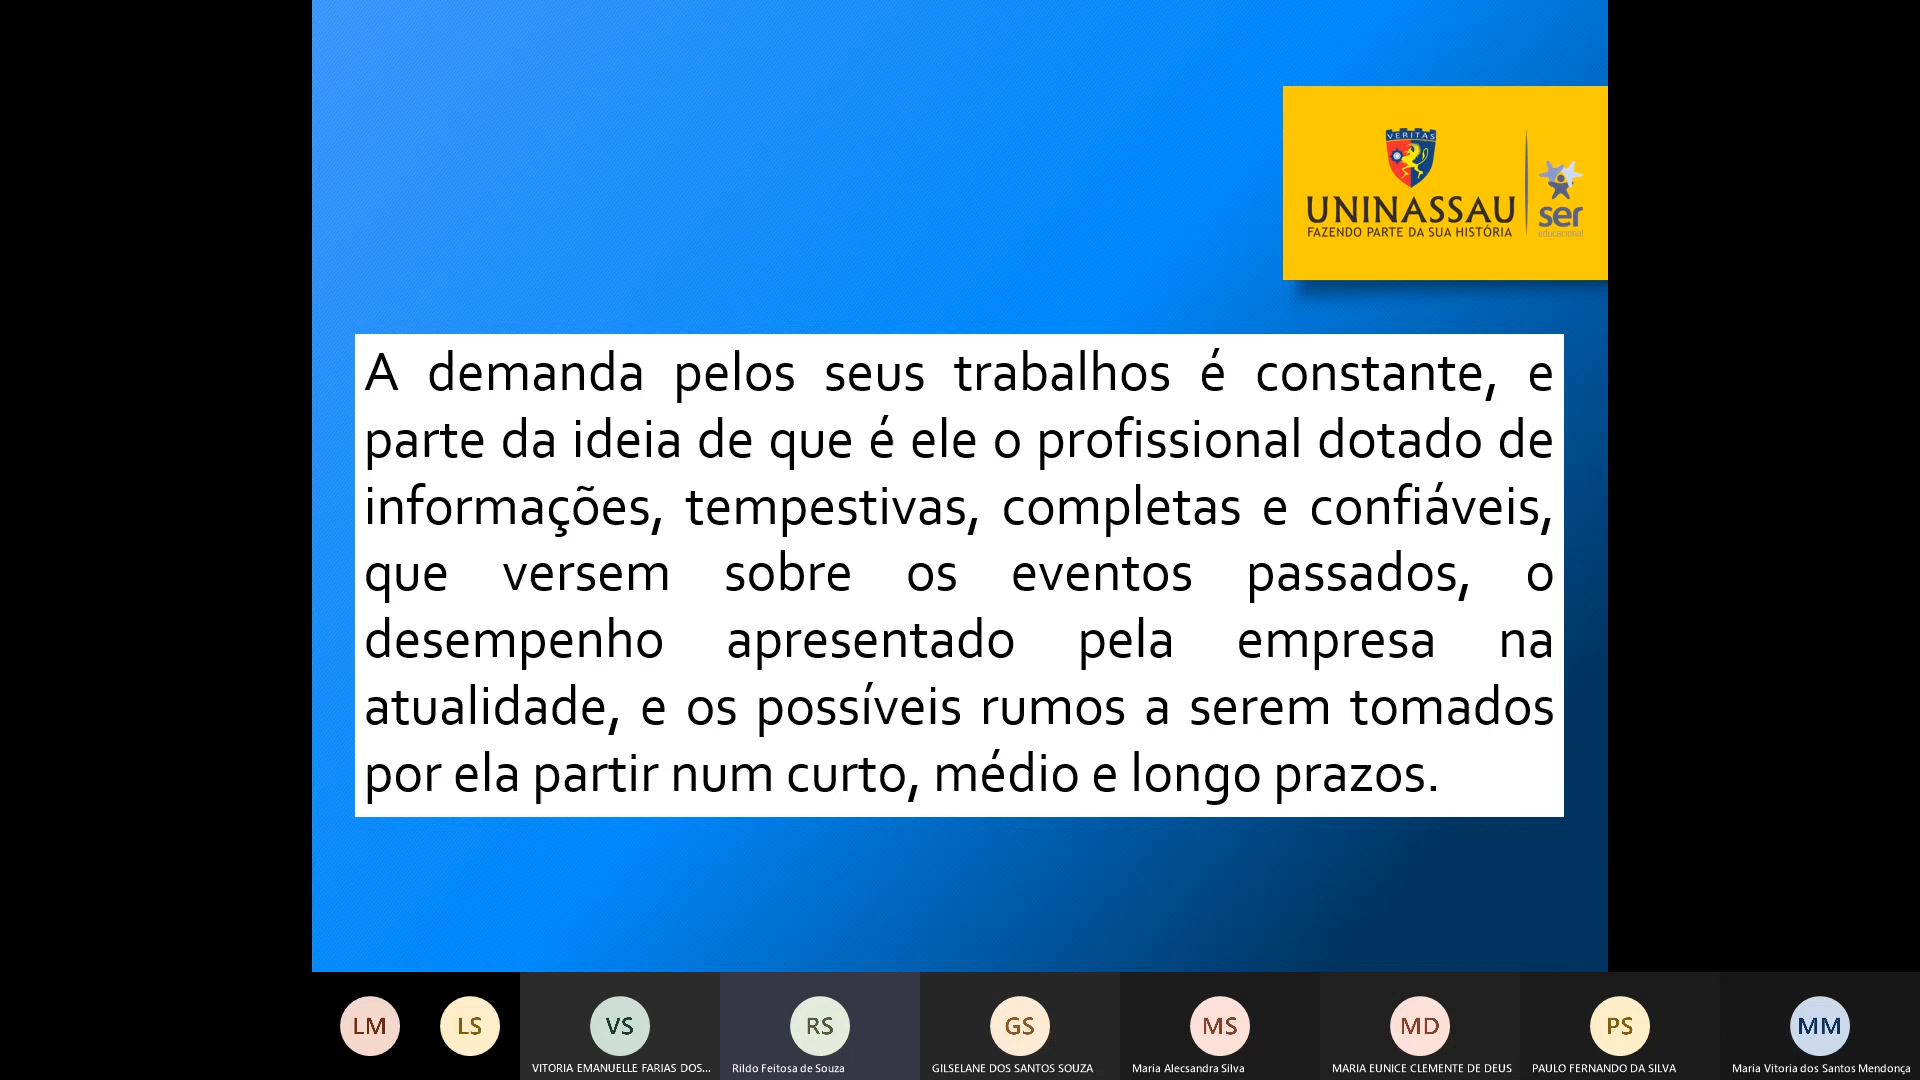 VERITAS
UNINASSAU
FAZENDO PARTE DA SUA HISTÓRIA
ser
educacional
A demanda pelos seus trabalhos é constante, e
parte da ideia de que é ele o profissional dotado de
informações, tempestivas, completas e confiáveis,
que versem sobre os eventos passados, o
desempenho apresentado pela empresa na
atualidade, e os possíveis rumos a serem tomados
por ela partir num curto, médio e longo prazos.
LM
LS
VS
RS
GS
MS
MD
PS
MM
VITORIA EMANUELLE FARIAS DOS...
Rildo Feitosa de Souza
GILSELANE DOS SANTOS SOUZA
Maria Alecsandra Silva
MARIA EUNICE CLEMENTE DE DEUS
PAULO FERNANDO DA SILVA
Maria Vitoria dos Santos Mendonça